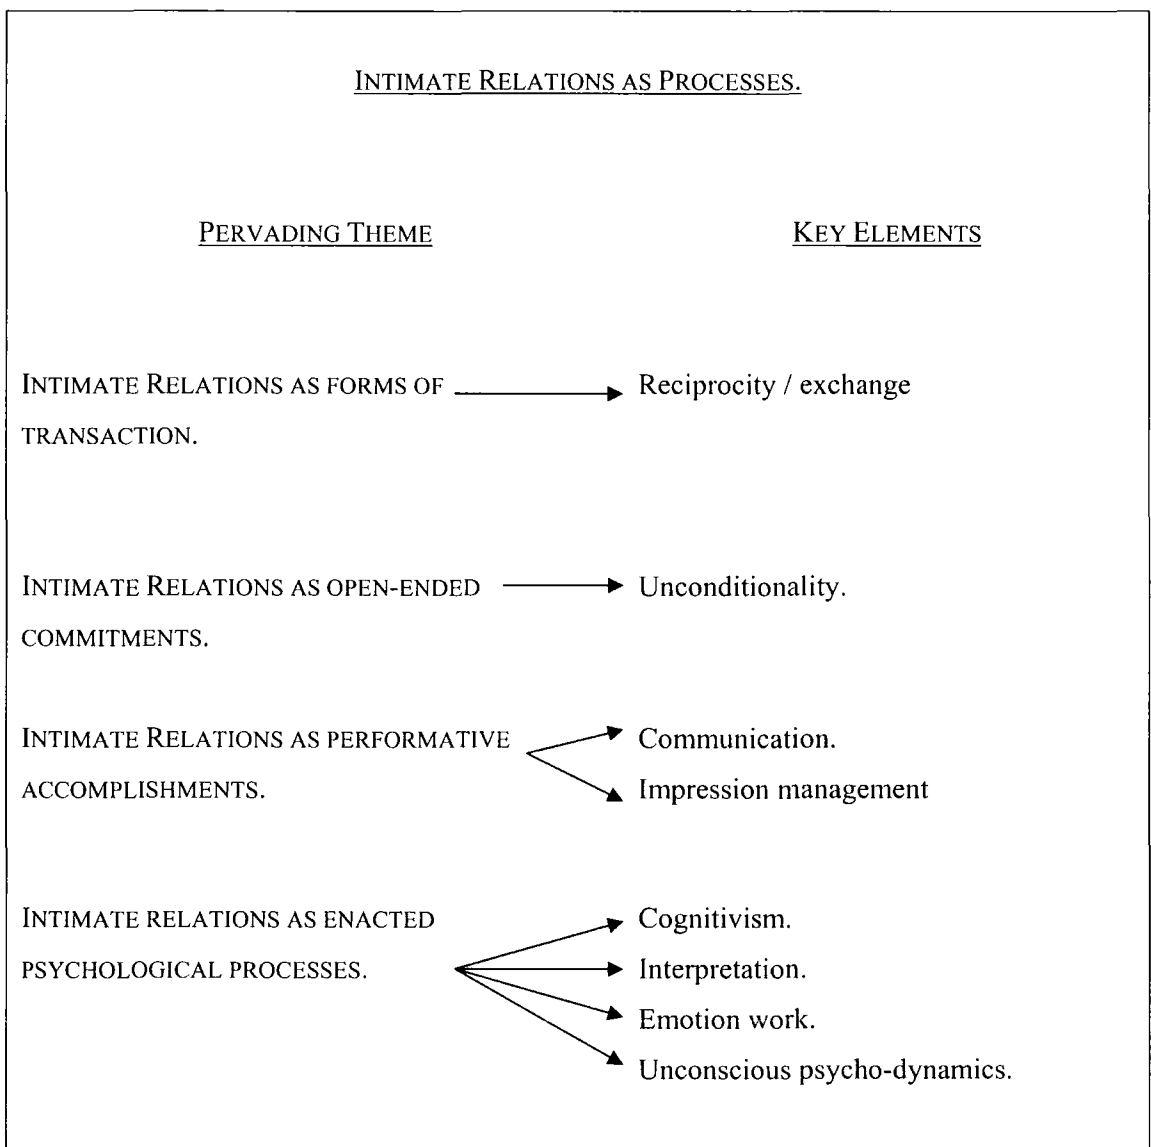 INTIMATE RELATIONS AS PROCESSES.
PERVADING THEME
KEY ELEMENTS
INTIMATE RELATIONS AS FORMS OF
TRANSACTION.
Reciprocity / exchange
INTIMATE RELATIONS AS OPEN-ENDED
COMMITMENTS.
Unconditionality.
INTIMATE RELATIONS AS PERFORMATIVE
ACCOMPLISHMENTS.
Communication.
Impression management
INTIMATE RELATIONS AS ENACTED
PSYCHOLOGICAL PROCESSES.
Cognitivism.
Interpretation.
Emotion work.
Unconscious psycho-dynamics.